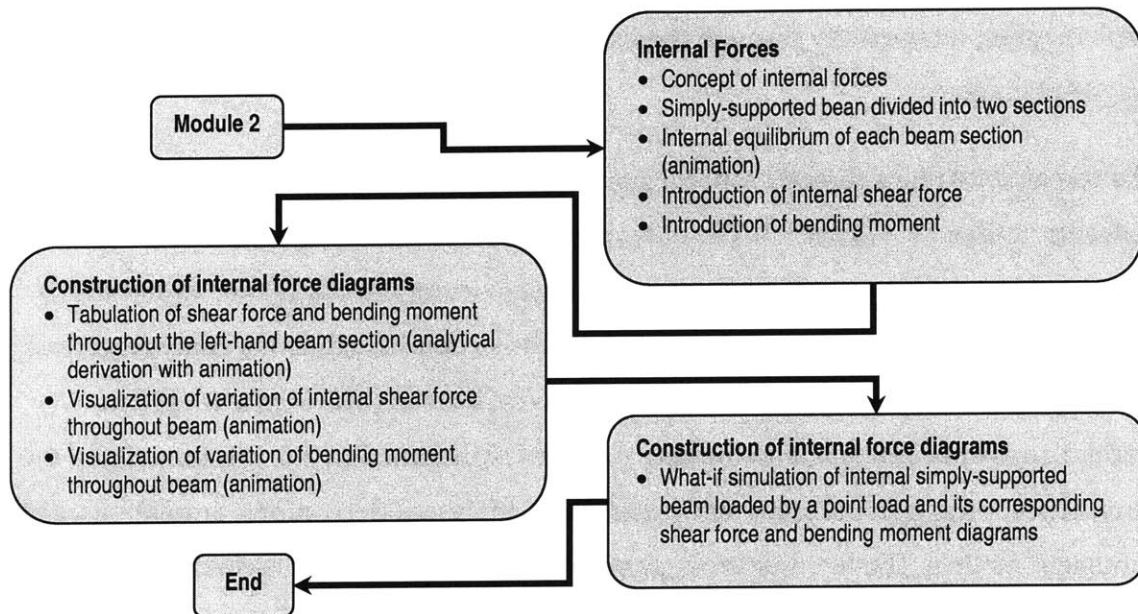 Module 2
Internal Forces
• Concept of internal forces
• Simply-supported bean divided into two sections
• Internal equilibrium of each beam section
(animation)
• Introduction of internal shear force
• Introduction of bending moment
Construction of internal force diagrams
• Tabulation of shear force and bending moment
throughout the left-hand beam section (analytical
derivation with animation)
• Visualization of variation of internal shear force
throughout beam (animation)
• Visualization of variation of bending moment
throughout beam (animation)
Construction of internal force diagrams
• What-if simulation of internal simply-supported
beam loaded by a point load and its corresponding
shear force and bending moment diagrams
End